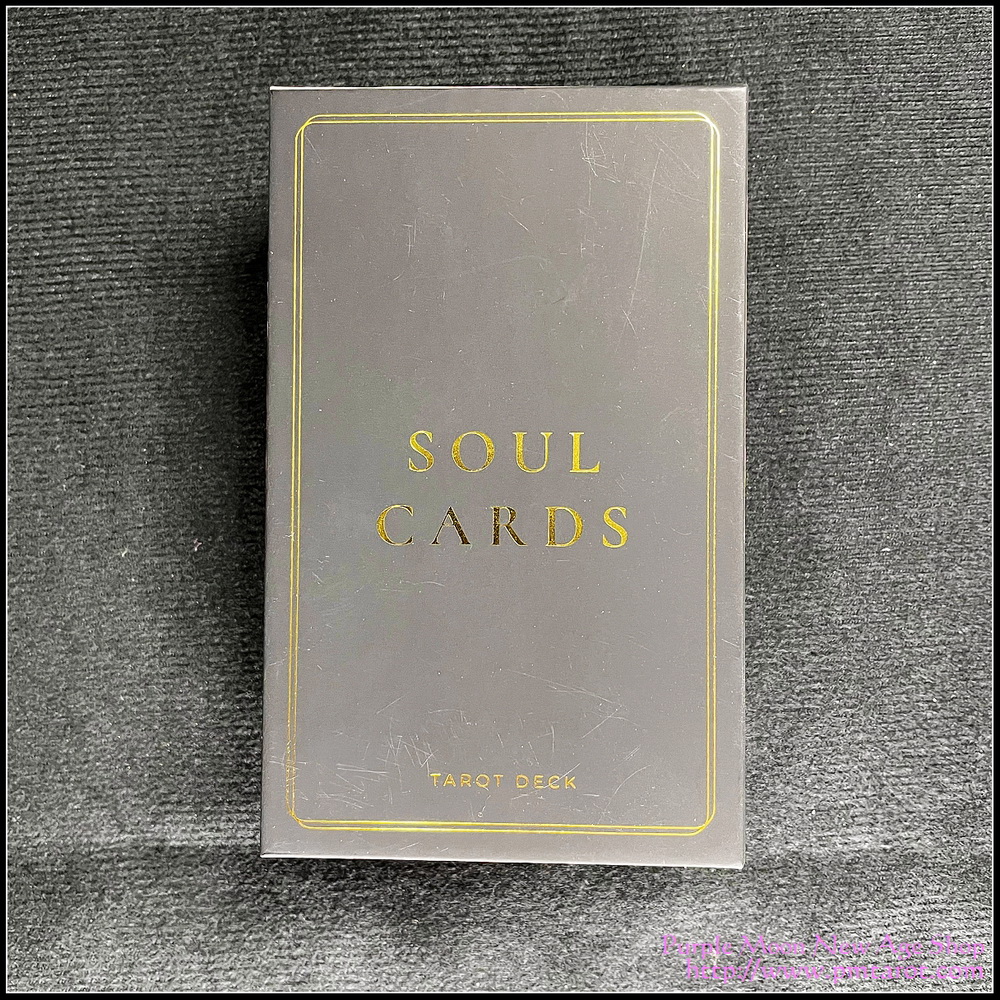 SOUL
CARDS
TAROT DECK
Purple Moon New Age Shop
http://www.pmtarot.com